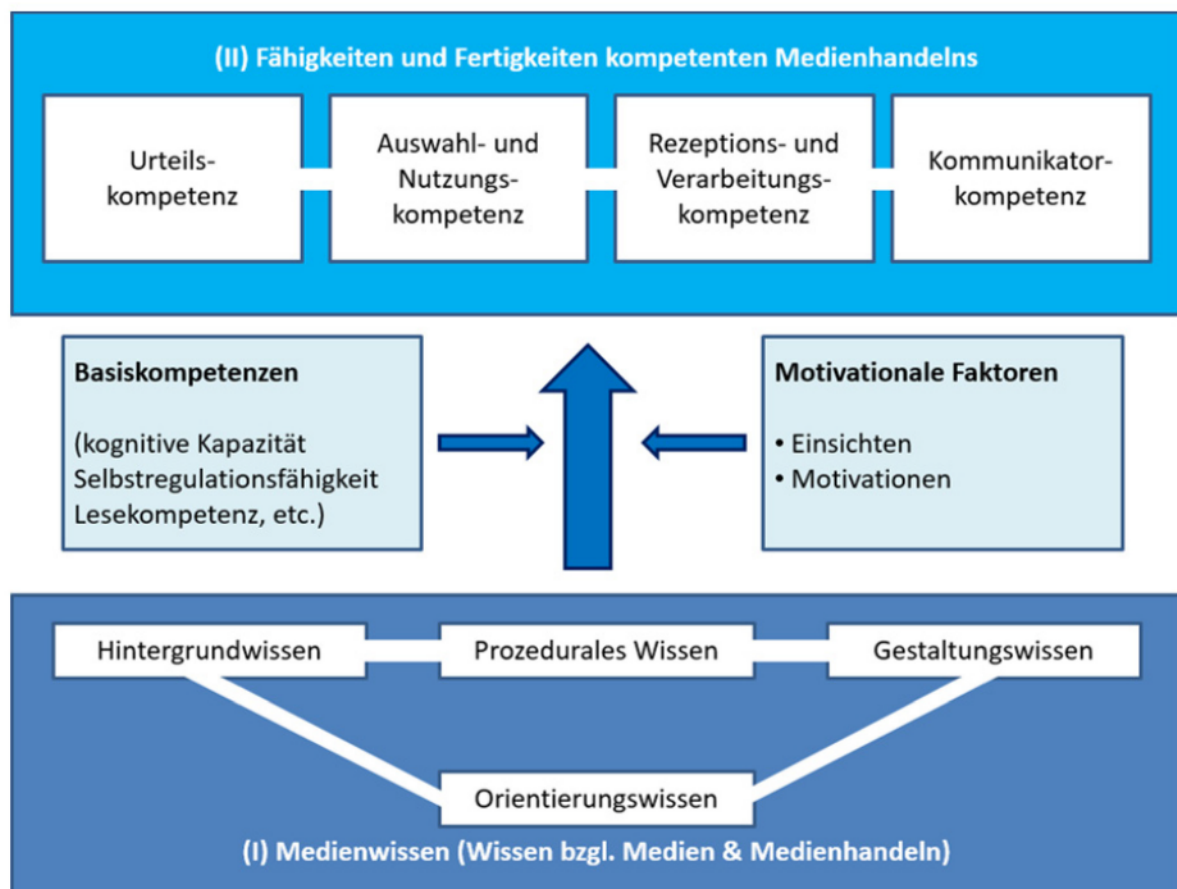 (II) Fähigkeiten und Fertigkeiten kompetenten Medienhandelns
Urteils-
kompetenz
Auswahl- und
Nutzungs-
kompetenz
Rezeptions- und
Verarbeitungs-
kompetenz
Kommunikator-
kompetenz
Basiskompetenzen
(kognitive Kapazität
Selbstregulationsfähigkeit
Lesekompetenz, etc.)
Motivationale Faktoren
• Einsichten
• Motivationen
Hintergrundwissen
Prozedurales Wissen
Gestaltungswissen
Orientierungswissen
(I) Medienwissen (Wissen bzgl. Medien & Medienhandeln)